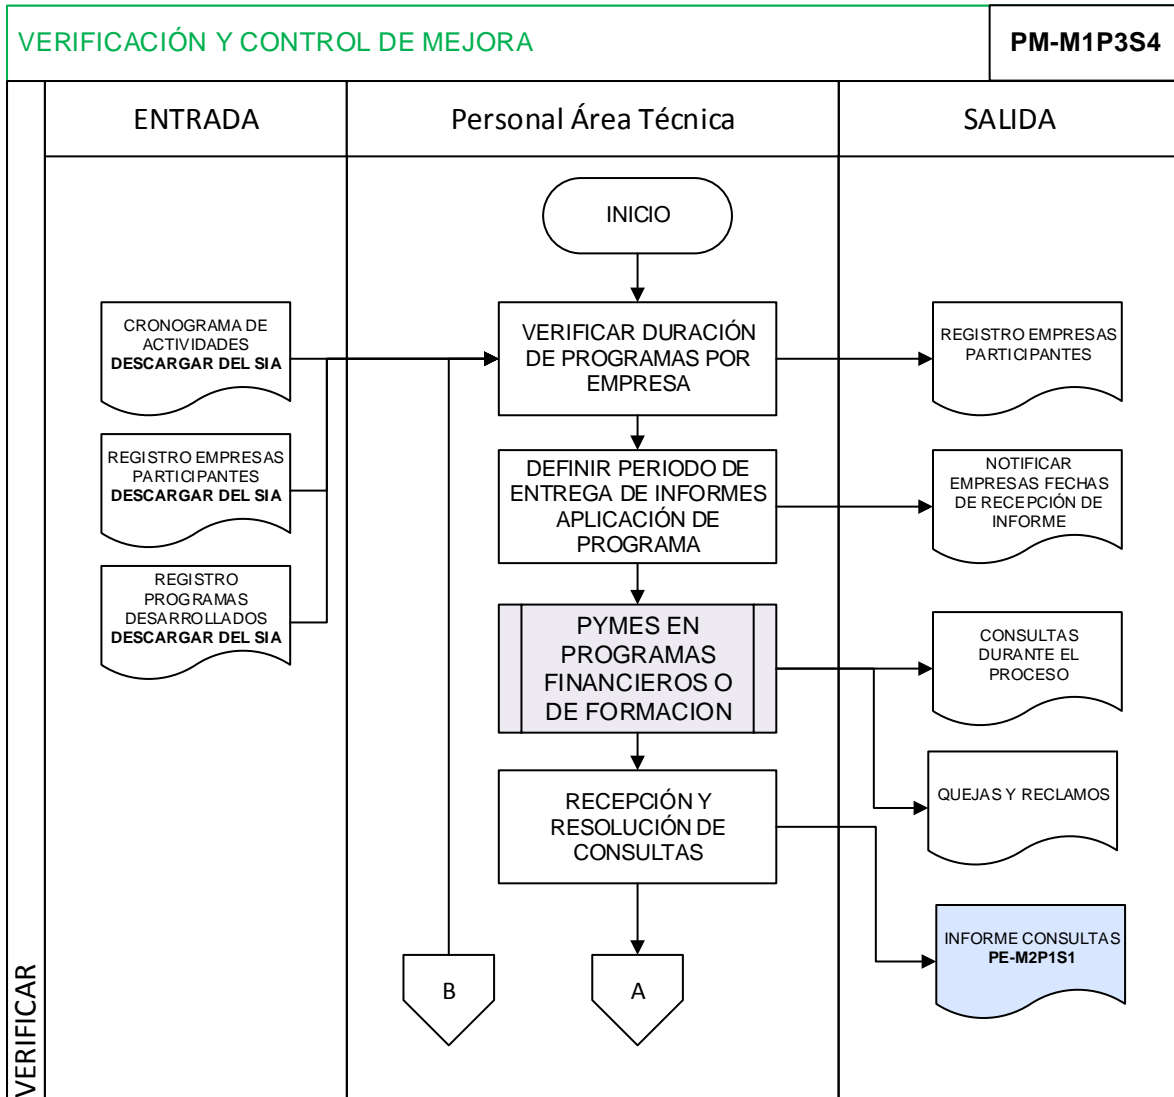 VERIFICACIÓN Y CONTROL DE MEJORA
PM-M1P3S4
ENTRADA
Personal Área Técnica
SALIDA
VERIFICAR
INICIO
CRONOGRAMA DE
ACTIVIDADES
DESCARGAR DEL SIA
VERIFICAR DURACIÓN
DE PROGRAMAS POR
EMPRESA
REGISTRO EMPRESAS
PARTICIPANTES
REGISTRO EMPRESAS
PARTICIPANTES
DESCARGAR DEL SIA
DEFINIR PERIODO DE
ENTREGA DE INFORMES
APLICACIÓN DE
PROGRAMA
NOTIFICAR
EMPRESAS FECHAS
DE RECEPCIÓN DE
INFORME
REGISTRO
PROGRAMAS
DESARROLLADOS
DESCARGAR DEL SIA
PYMES EN
PROGRAMAS
FINANCIEROS O
DE FORMACION
CONSULTAS
DURANTE EL
PROCESO
QUEJAS Y RECLAMOS
RECEPCIÓN Y
RESOLUCIÓN DE
CONSULTAS
INFORME CONSULTAS
PE-M2P1S1
B
A